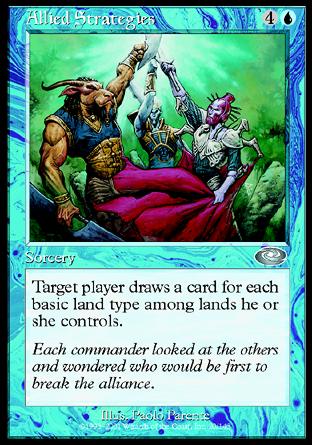 Allied Strategies 4
Sorcery
Target player draws a card for each
basic land type among lands he or
she controls.
Each commander looked at the others
and wondered who would be first to
break the alliance.
Illus. Paolo Parente